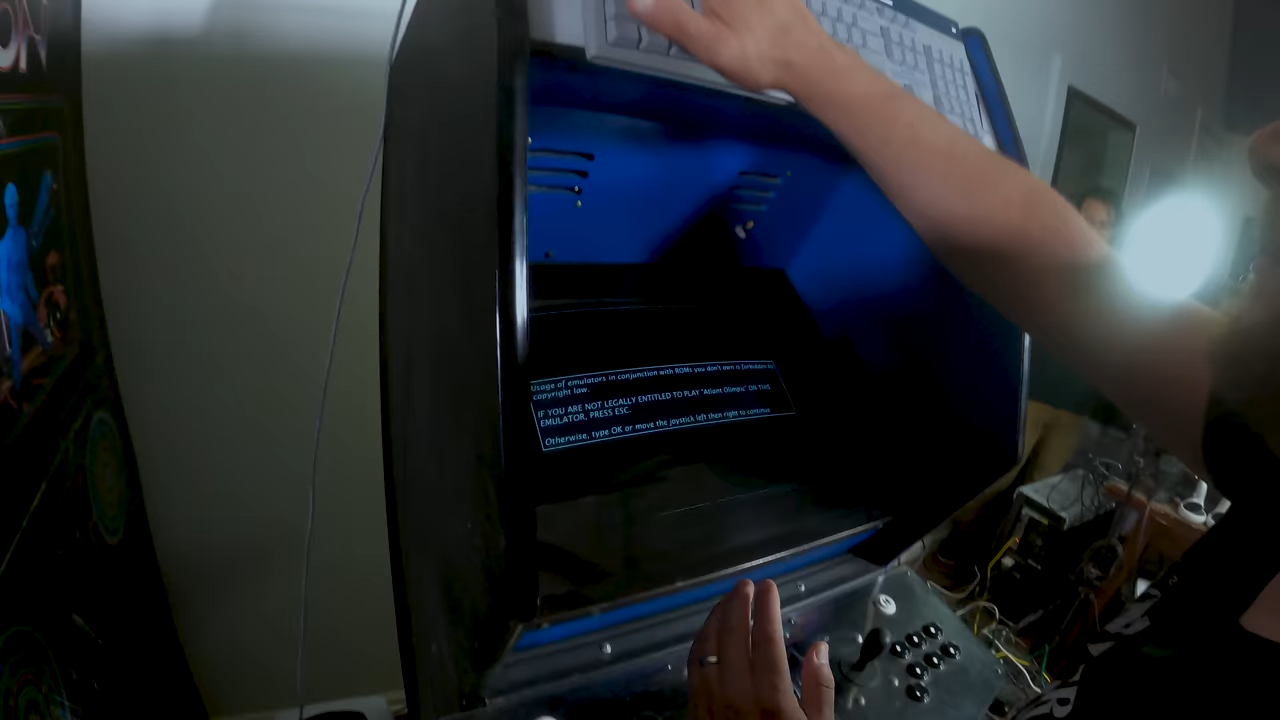 ON
Usage of emulators in conjunction with ROMs you don't own is forbidden by
copyright law.
IF YOU ARE NOT LEGALLY ENTITLED TO PLAY "Atlant Olimpic" ON THIS
EMULATOR, PRESS ESC.
Otherwise, type OK or move the joystick left then right to continue